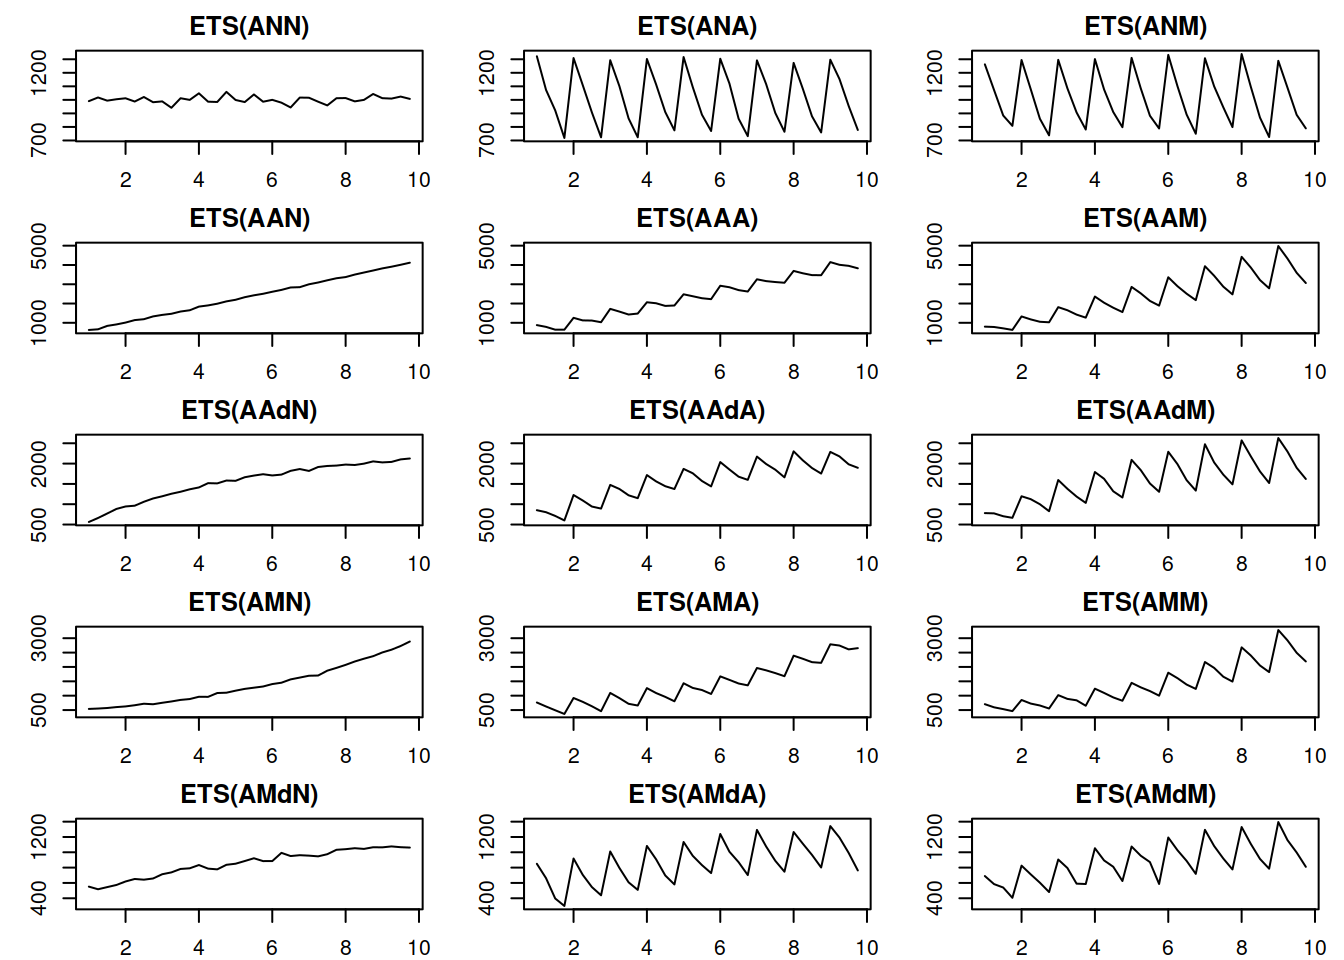 ETS(ANN) ETS(ANA) ETS(ANM)
700 1200 700 1200 700 1200
2 4 6 8 10 2 4 6 8 10 2 4 6 8 10
ETS(AAN) ETS(AAA) ETS(AAM)
1000 5000 1000 5000 1000 5000
2 4 6 8 10 2 4 6 8 10 2 4 6 8 10
ETS(AAdN) ETS(AAdA) ETS(AAdM)
500 2000 500 2000 500 2000
2 4 6 8 10 2 4 6 8 10 2 4 6 8 10
ETS(AMN) ETS(AMA) ETS(AMM)
500 3000 500 3000 500 3000
2 4 6 8 10 2 4 6 8 10 2 4 6 8 10
ETS(AMdN) ETS(AMdA) ETS(AMdM)
400 1200 400 1200 400 1200
2 4 6 8 10 2 4 6 8 10 2 4 6 8 10